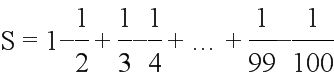 S = 1-1/2+1/3 1/4+ ... +1/99 1/100